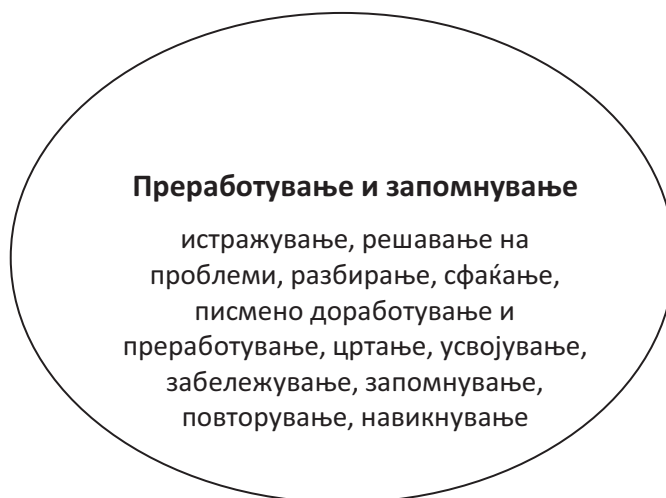 Преработување и запомнување
истражување, решавање на
проблеми, разбирање, сфаќање,
писмено доработување и
преработување, цртање, усвојување,
забележување, запомнување,
повторување, навикнување